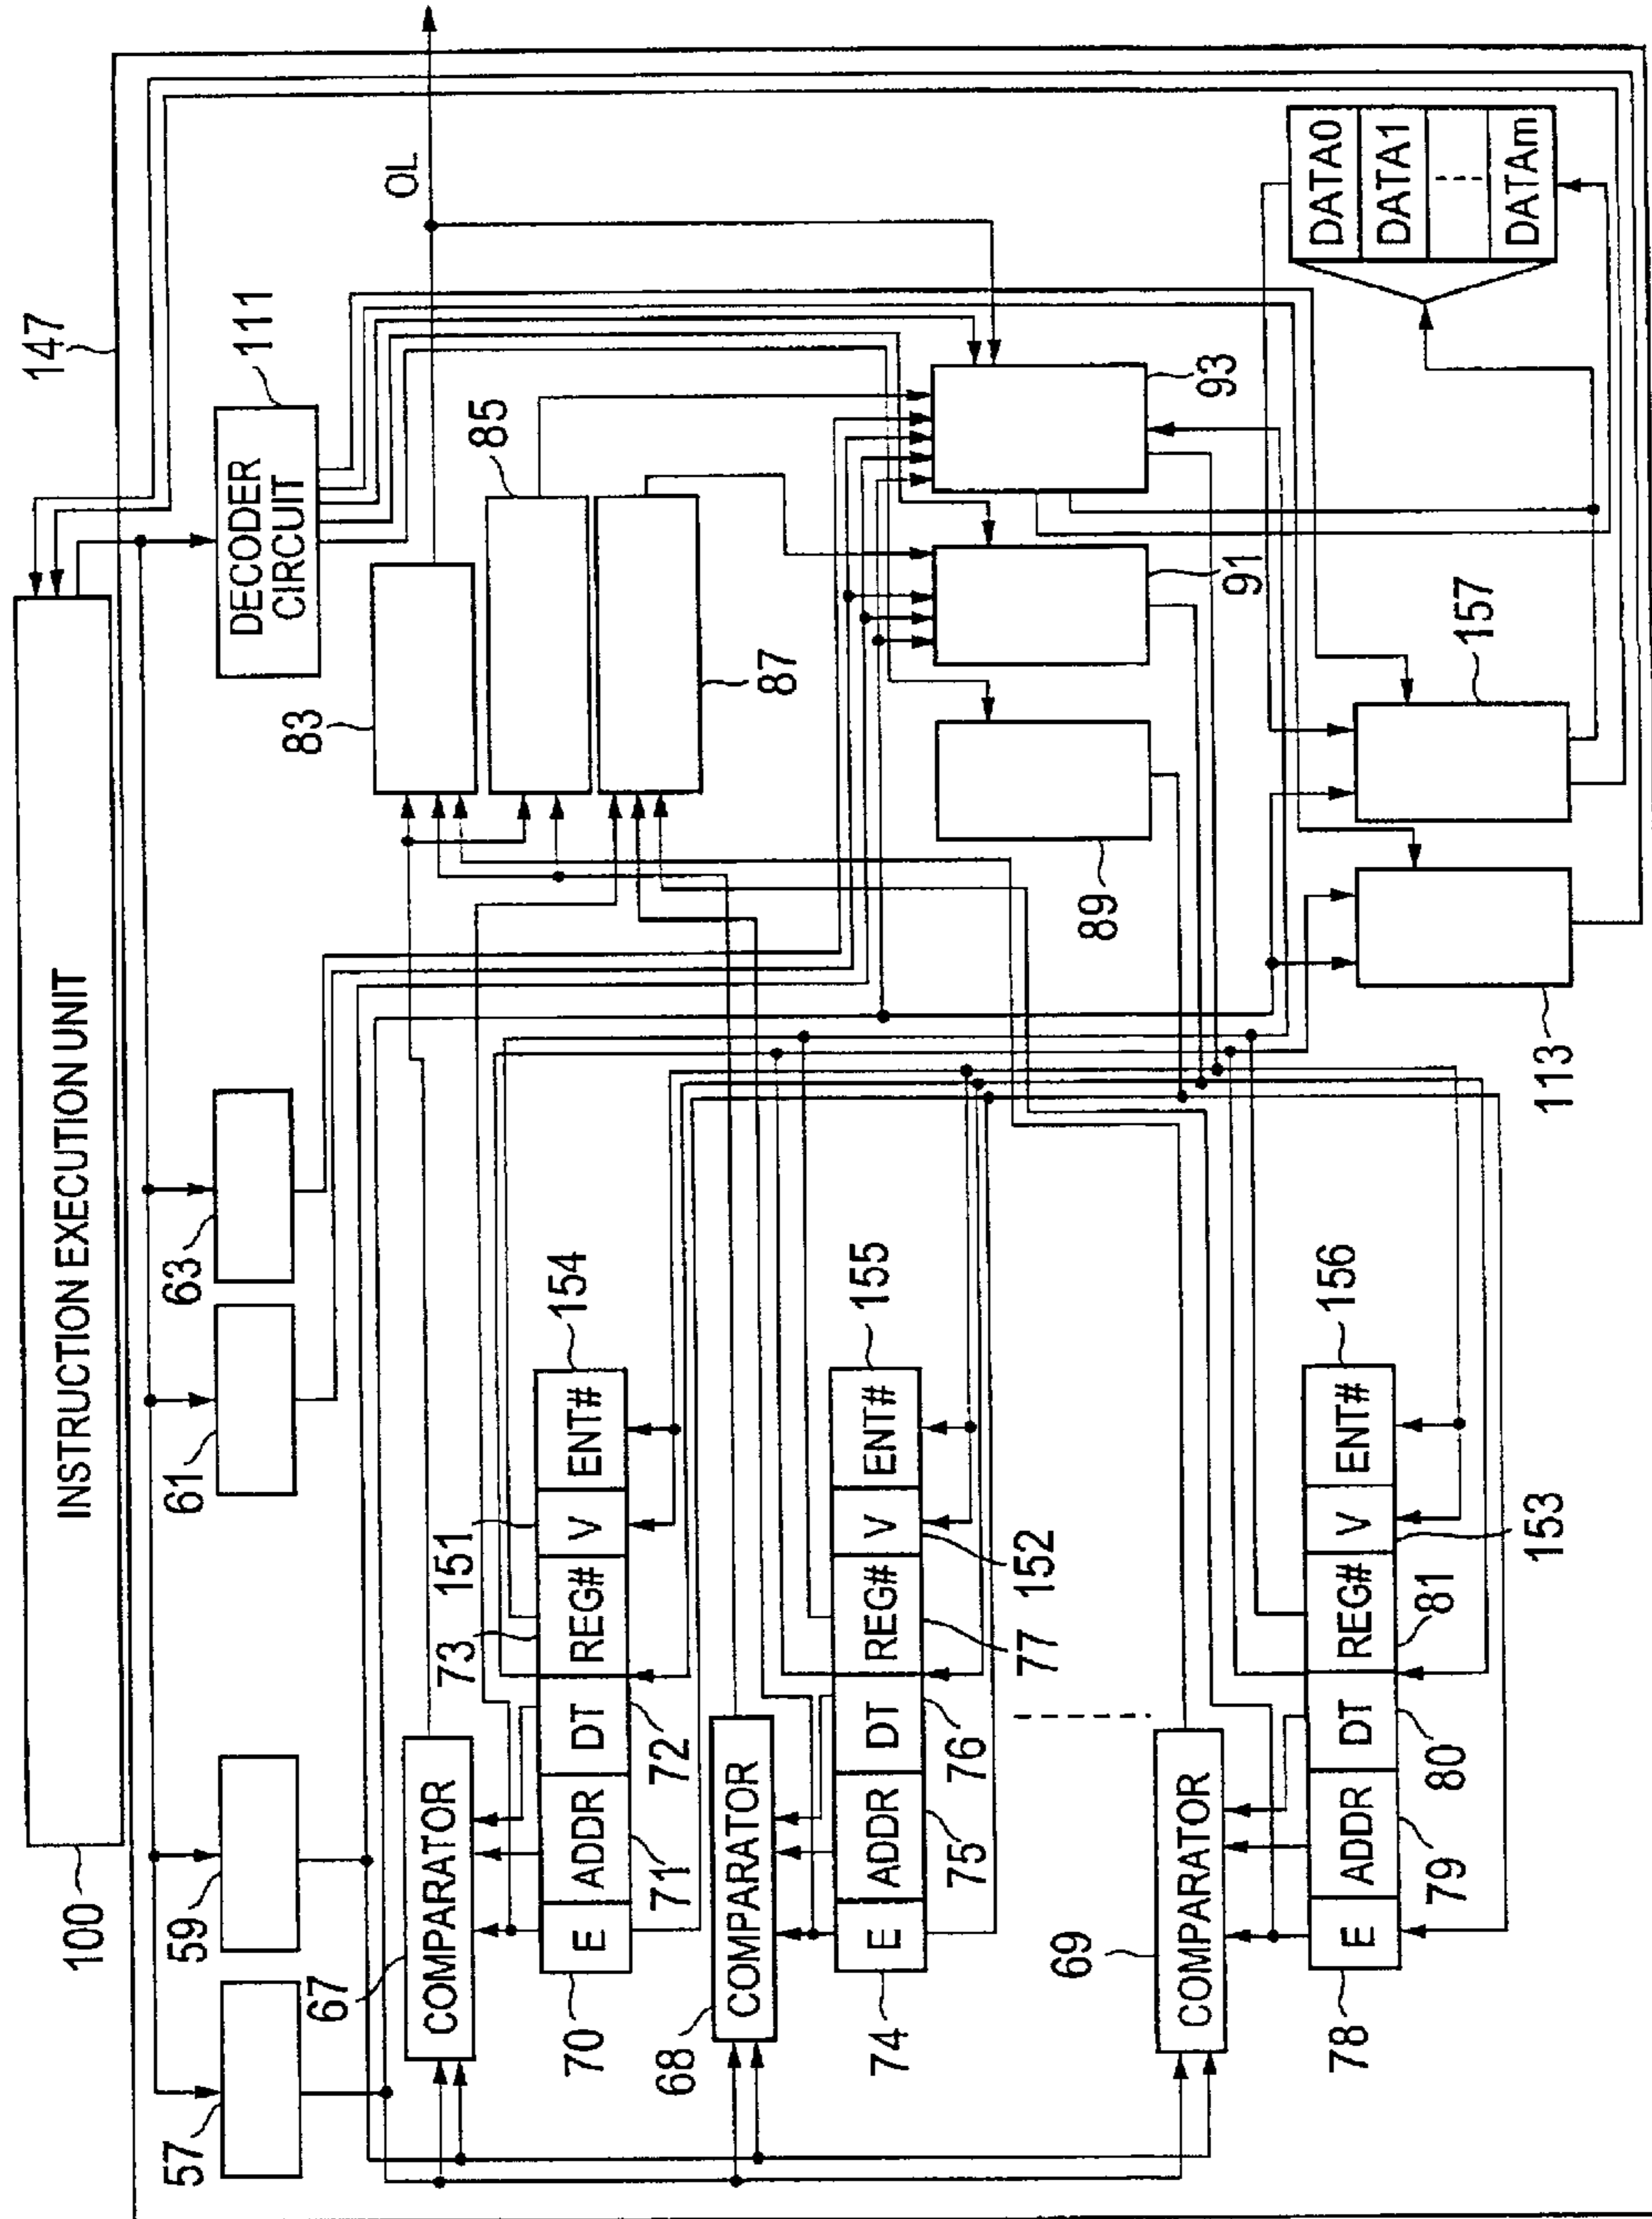 INSTRUCTION EXECUTION UNIT
100
147
57
59
61
63
DECODER
CIRCUIT
111
OL
67
COMPARATOR
83
85
87
70
E
ADDR
DT
REG#
V
ENT#
71
72
73
151
154
68
COMPARATOR
74
E
ADDR
DT
REG#
V
ENT#
75
76
77
152
155
89
91
93
69
COMPARATOR
78
E
ADDR
DT
REG#
V
ENT#
79
80
81
153
156
113
157
DATA0
DATA1
DATAm